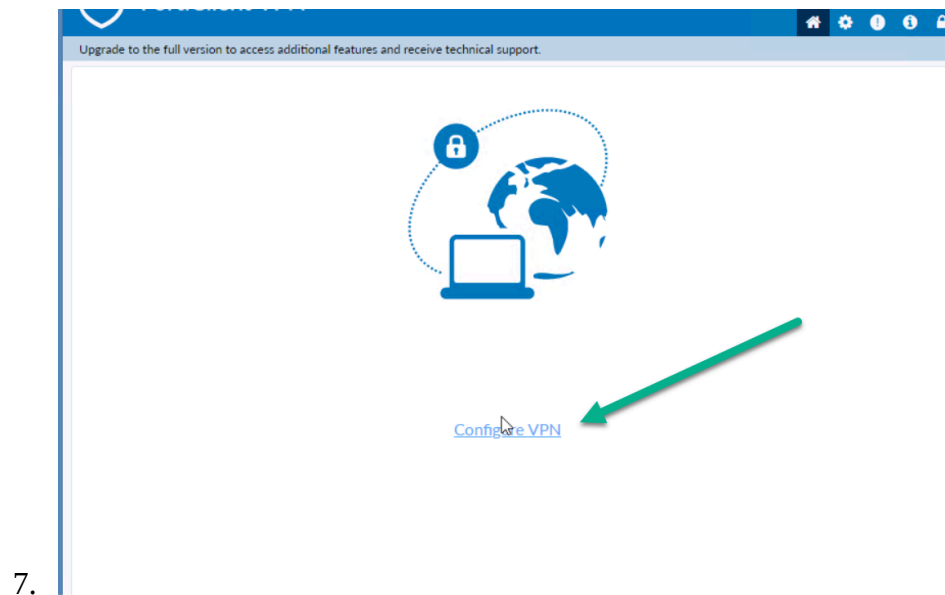 Upgrade to the full version to access additional features and receive technical support.
Configure VPN
7.